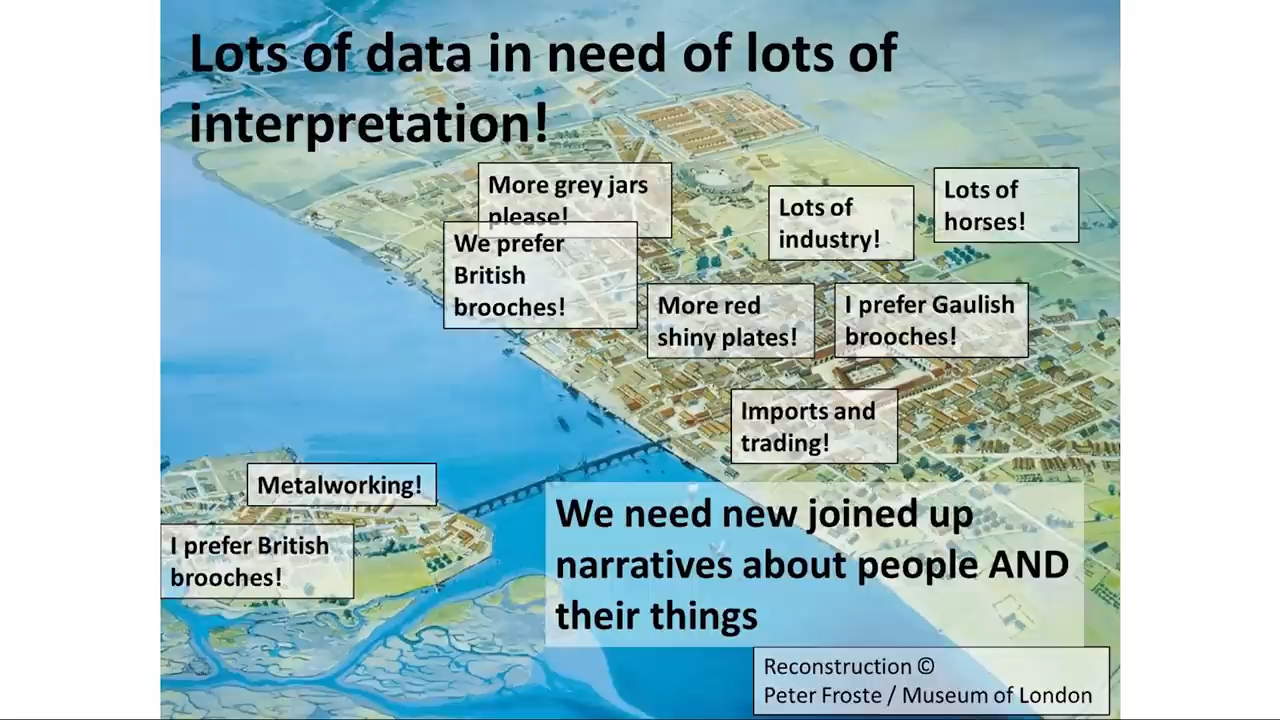 Lots of data in need of lots of
interpretation!
More grey jars
please!
We prefer
British
brooches!
Lots of
industry!
Lots of
horses!
More red
shiny plates!
I prefer Gaulish
brooches!
Imports and
trading!
Metalworking!
I prefer British
brooches!
We need new joined up
narratives about people AND
their things
Reconstruction ©
Peter Froste / Museum of London